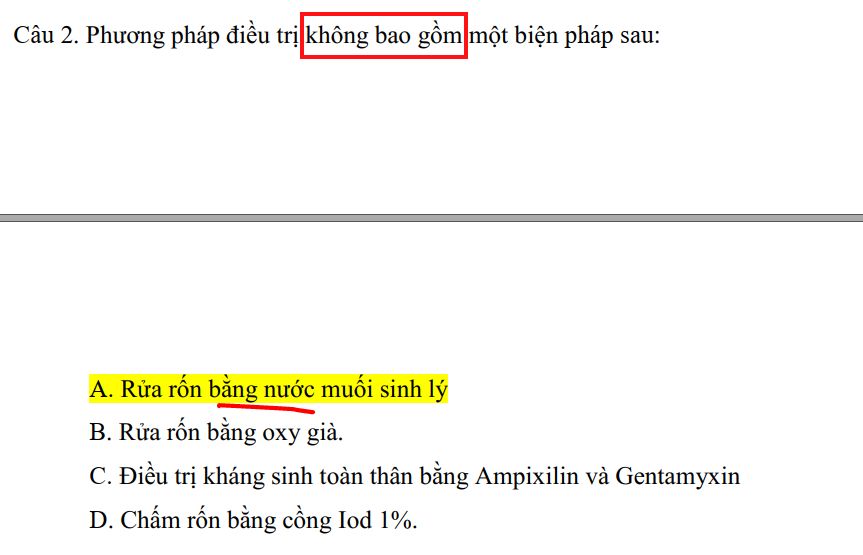 Câu 2. Phương pháp điều trị không bao gồm một biện pháp sau:
A. Rửa rốn bằng nước muối sinh lý
B. Rửa rốn bằng oxy già.
C. Điều trị kháng sinh toàn thân bằng Ampixilin và Gentamyxin
D. Chấm rốn bằng cồng Iod 1%.